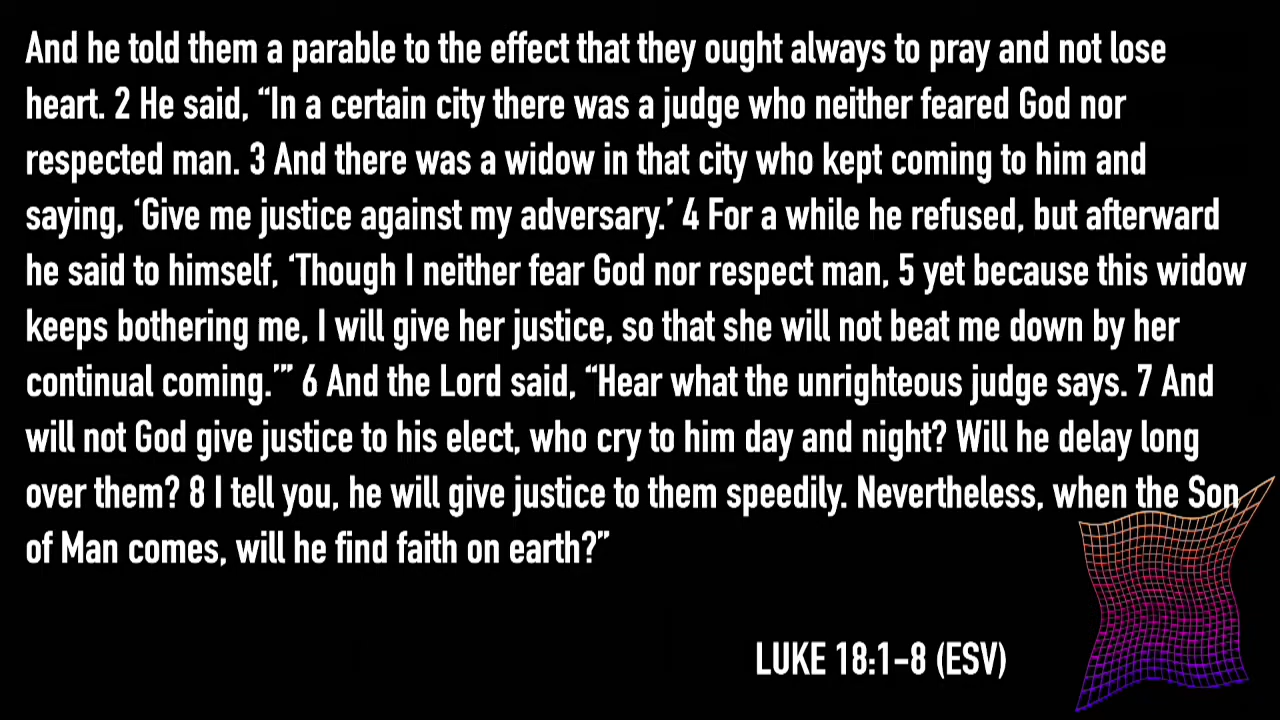 And he told them a parable to the effect that they ought always to pray and not lose
heart. 2 He said, “In a certain city there was a judge who neither feared God nor
respected man. 3 And there was a widow in that city who kept coming to him and
saying, ‘Give me justice against my adversary.’ 4 For a while he refused, but afterward
he said to himself, ‘Though I neither fear God nor respect man, 5 yet because this widow
keeps bothering me, I will give her justice, so that she will not beat me down by her
continual coming.’” 6 And the Lord said, “Hear what the unrighteous judge says. 7 And
will not God give justice to his elect, who cry to him day and night? Will he delay long
over them? 8 I tell you, he will give justice to them speedily. Nevertheless, when the Son
of Man comes, will he find faith on earth?”
LUKE 18:1-8 (ESV)